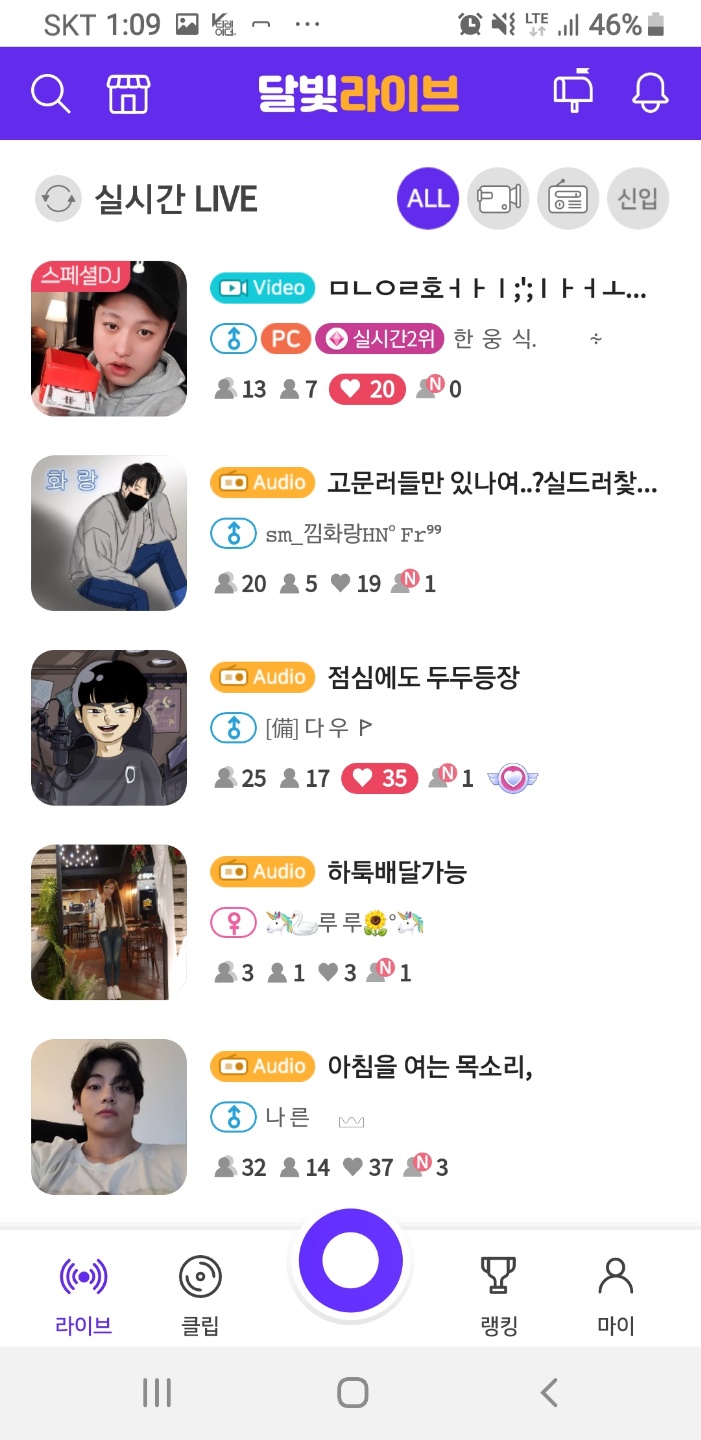 SKT 1:09 ... LTE 46%
달빛라이브
실시간 LIVE ALL 신입
스페셜DJ
Video ㅁㄴㅇㄹ호ㅓㅏㅣ;';ㅣㅏㅓㅗ...
PC 실시간2위 한 웅 식. ÷
13 7 20 N 0
화 랑
Audio 고문러들만 있나여..?실드러찿...
sm_낌화랑HNº Fr⁹⁹
20 5 19 N 1
Audio 점심에도 두두등장
[備] 다 우
25 17 35 N 1
Audio 하툭배달가능
🦄🦢루 루🌻°🦄
3 1 3 N 1
Audio 아침을 여는 목소리,
나 른
32 14 37 N 3
라이브 클립 랭킹 마이